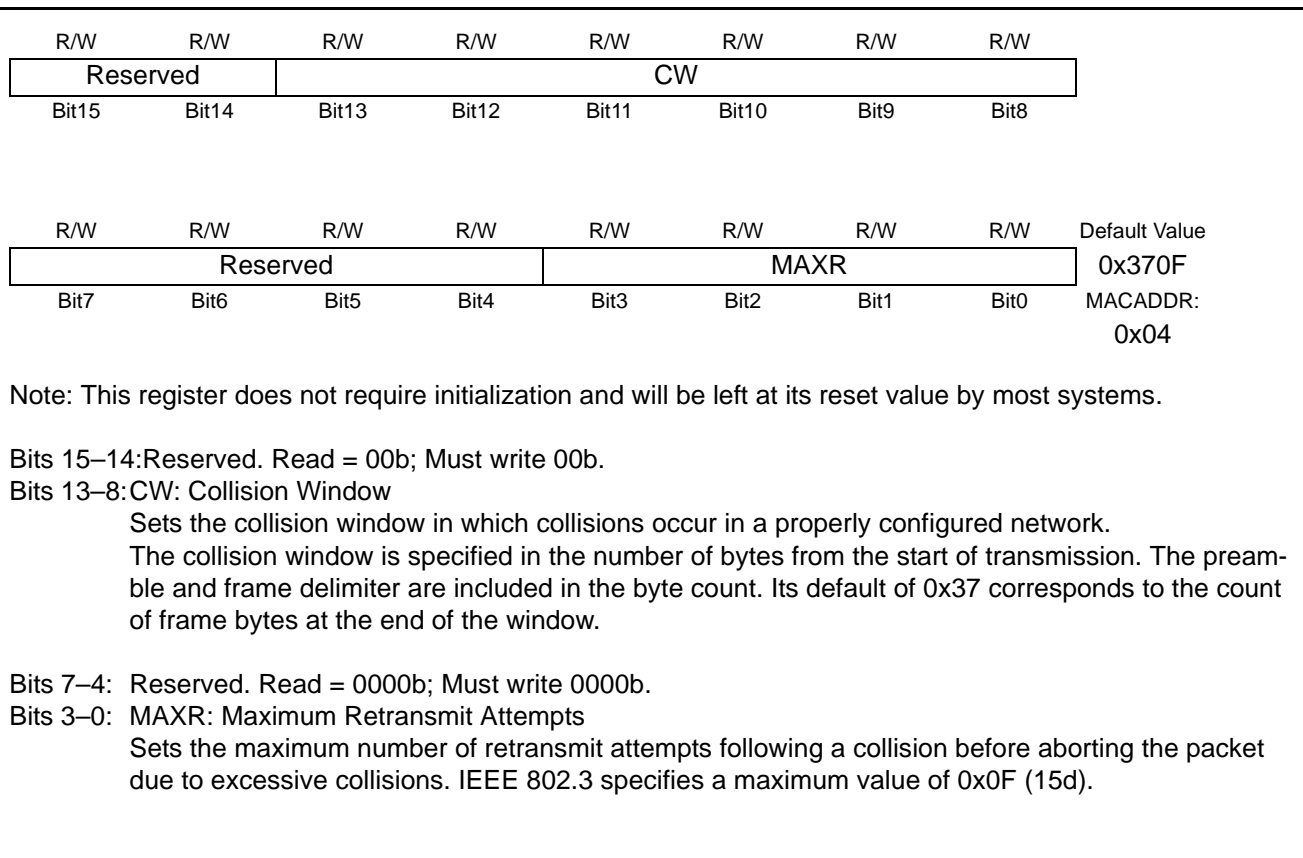 R/W R/W R/W R/W R/W R/W R/W R/W
Reserved CW
Bit15 Bit14 Bit13 Bit12 Bit11 Bit10 Bit9 Bit8
R/W R/W R/W R/W R/W R/W R/W R/W Default Value
Reserved MAXR 0x370F
Bit7 Bit6 Bit5 Bit4 Bit3 Bit2 Bit1 Bit0 MACADDR:
0x04
Note: This register does not require initialization and will be left at its reset value by most systems.
Bits 15–14:Reserved. Read = 00b; Must write 00b.
Bits 13–8:CW: Collision Window
Sets the collision window in which collisions occur in a properly configured network.
The collision window is specified in the number of bytes from the start of transmission. The pream-
ble and frame delimiter are included in the byte count. Its default of 0x37 corresponds to the count
of frame bytes at the end of the window.
Bits 7–4: Reserved. Read = 0000b; Must write 0000b.
Bits 3–0: MAXR: Maximum Retransmit Attempts
Sets the maximum number of retransmit attempts following a collision before aborting the packet
due to excessive collisions. IEEE 802.3 specifies a maximum value of 0x0F (15d).